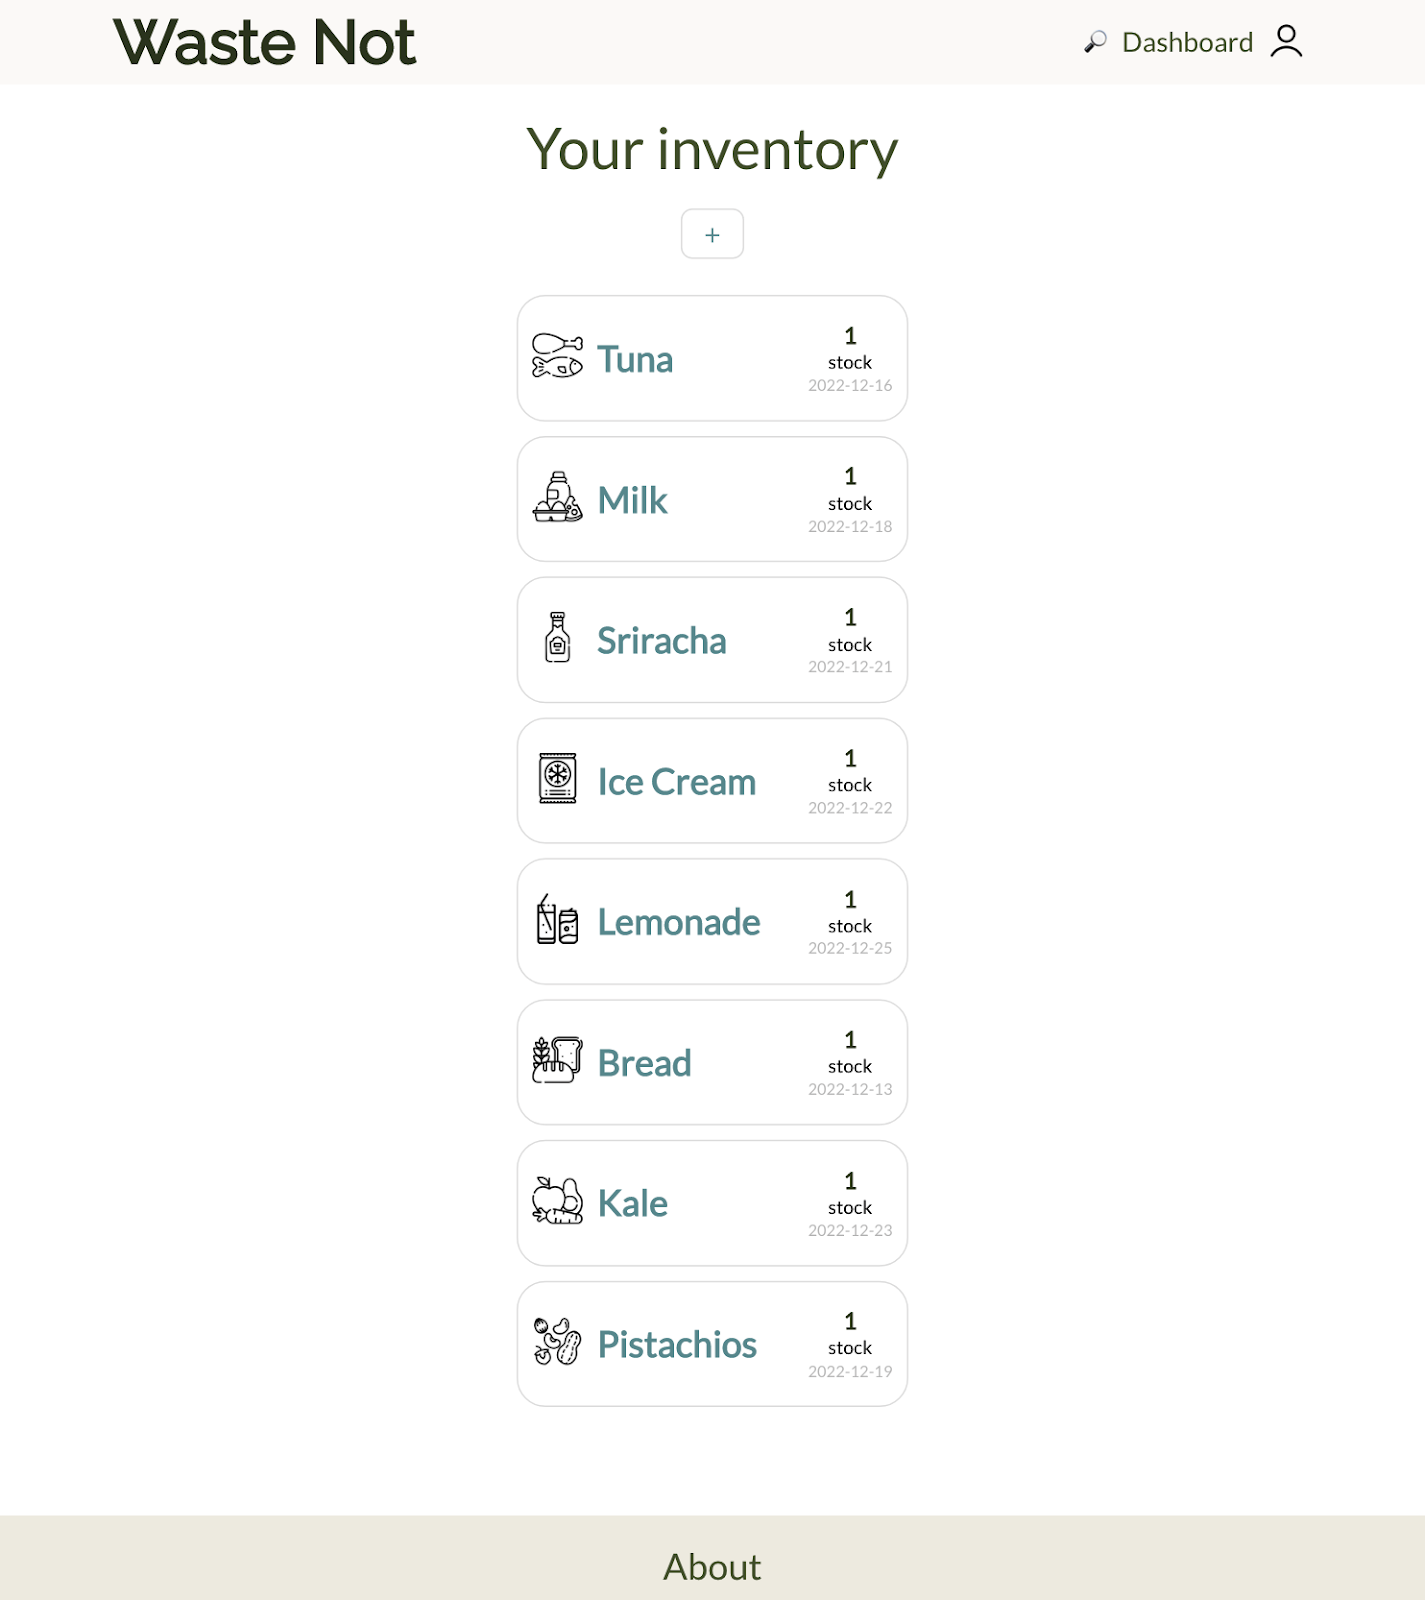 Waste Not
Dashboard
Your inventory
+
Tuna
1
stock
2022-12-16
Milk
1
stock
2022-12-18
Sriracha
1
stock
2022-12-21
Ice Cream
1
stock
2022-12-22
Lemonade
1
stock
2022-12-25
Bread
1
stock
2022-12-13
Kale
1
stock
2022-12-23
Pistachios
1
stock
2022-12-19
About